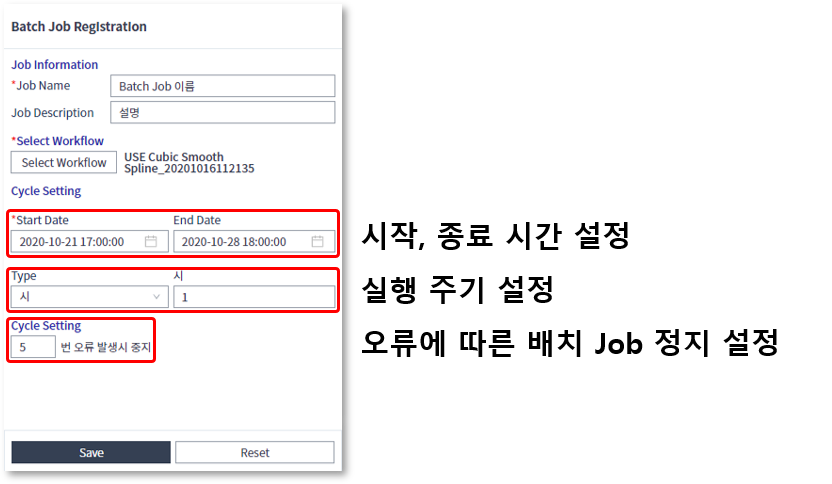 Batch Job Registration
Job Information
*Job Name
Batch Job 이름
Job Description
설명
*Select Workflow
Select Workflow
USE Cubic Smooth
Spline_20201016112135
Cycle Setting
*Start Date
End Date
2020-10-21 17:00:00
2020-10-28 18:00:00
시작, 종료 시간 설정
Type
시
시
1
실행 주기 설정
Cycle Setting
5
번 오류 발생시 중지
오류에 따른 배치 Job 정지 설정
Save
Reset